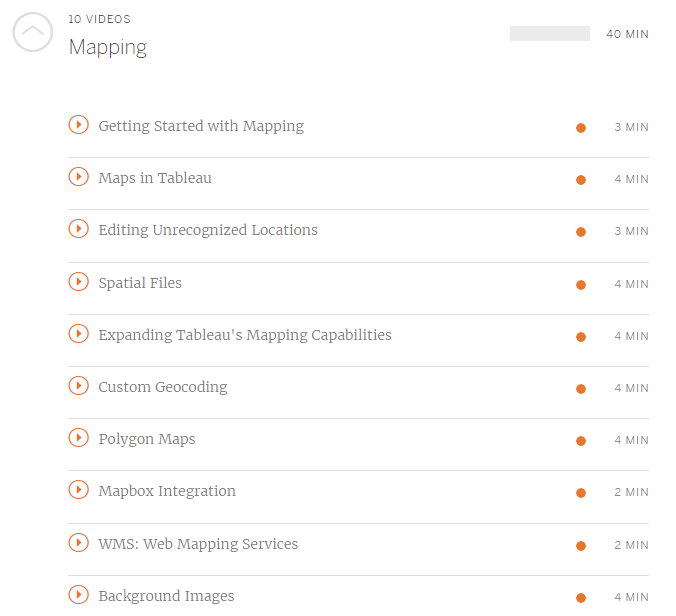 10 VIDEOS
Mapping
40 MIN
Getting Started with Mapping 3 MIN
Maps in Tableau 4 MIN
Editing Unrecognized Locations 3 MIN
Spatial Files 4 MIN
Expanding Tableau's Mapping Capabilities 4 MIN
Custom Geocoding 4 MIN
Polygon Maps 4 MIN
Mapbox Integration 2 MIN
WMS: Web Mapping Services 2 MIN
Background Images 4 MIN